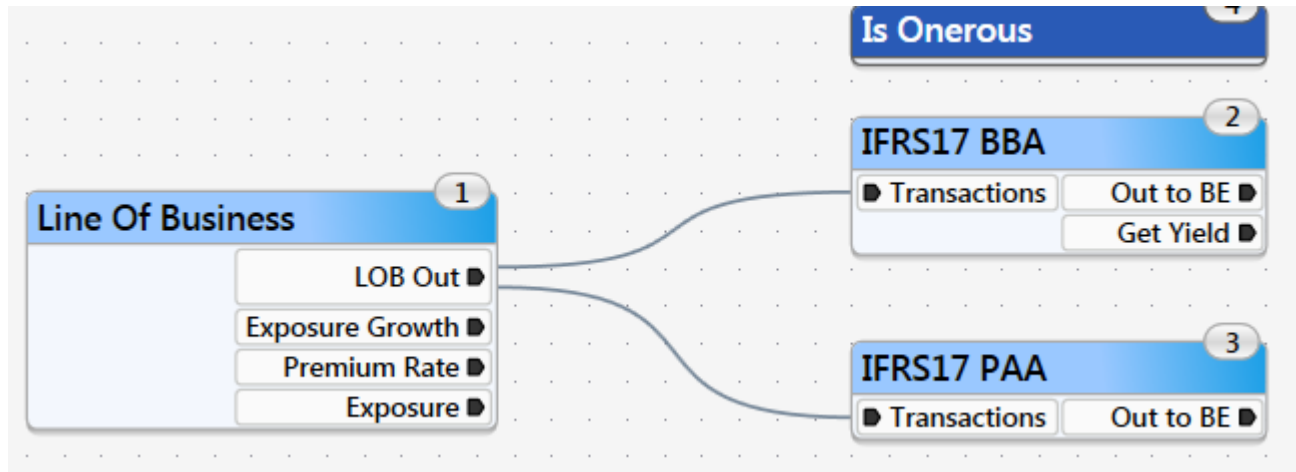 4
Is Onerous
2
IFRS17 BBA
Transactions Out to BE
Get Yield
1
Line Of Business
LOB Out
Exposure Growth
Premium Rate
Exposure
3
IFRS17 PAA
Transactions Out to BE